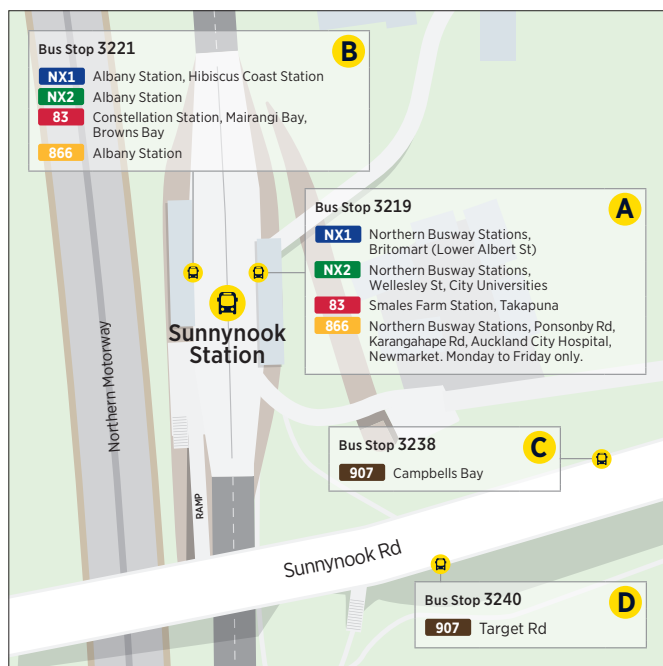 Bus Stop 3221
B
NX1 Albany Station, Hibiscus Coast Station
NX2 Albany Station
83 Constellation Station, Mairangi Bay,
Browns Bay
866 Albany Station
Bus Stop 3219
A
NX1 Northern Busway Stations,
Britomart (Lower Albert St)
NX2 Northern Busway Stations,
Wellesley St, City Universities
83 Smales Farm Station, Takapuna
866 Northern Busway Stations, Ponsonby Rd,
Karangahape Rd, Auckland City Hospital,
Newmarket. Monday to Friday only.
Sunnynook
Station
Northern Motorway
Bus Stop 3238
C
907 Campbells Bay
RAMP
Sunnynook Rd
Bus Stop 3240
D
907 Target Rd